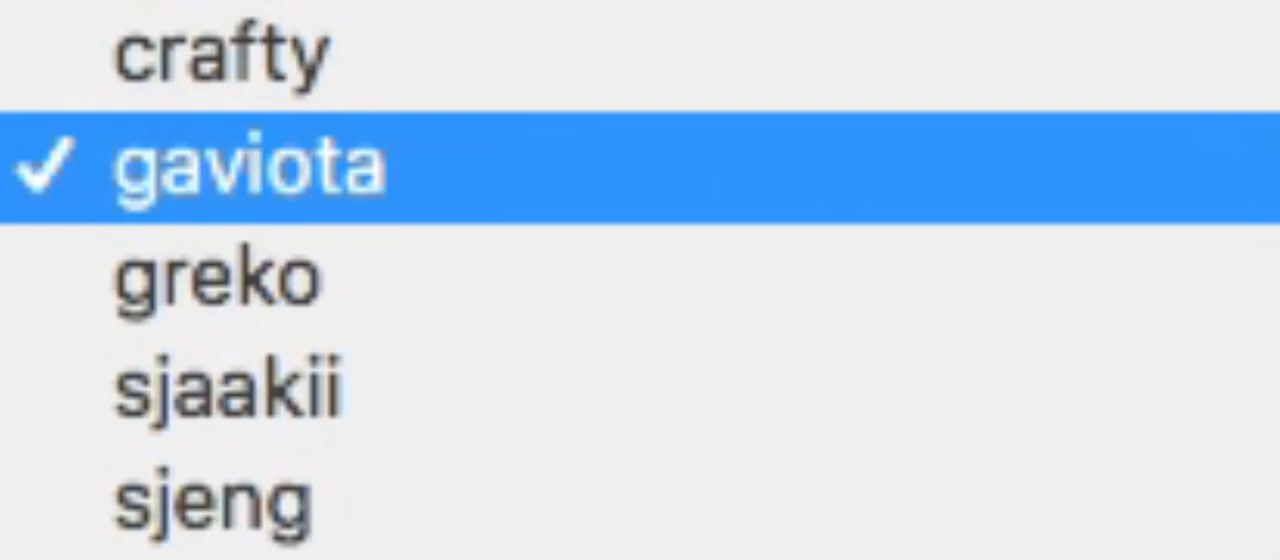 crafty
✓ gaviota
greko
sjaakii
sjeng